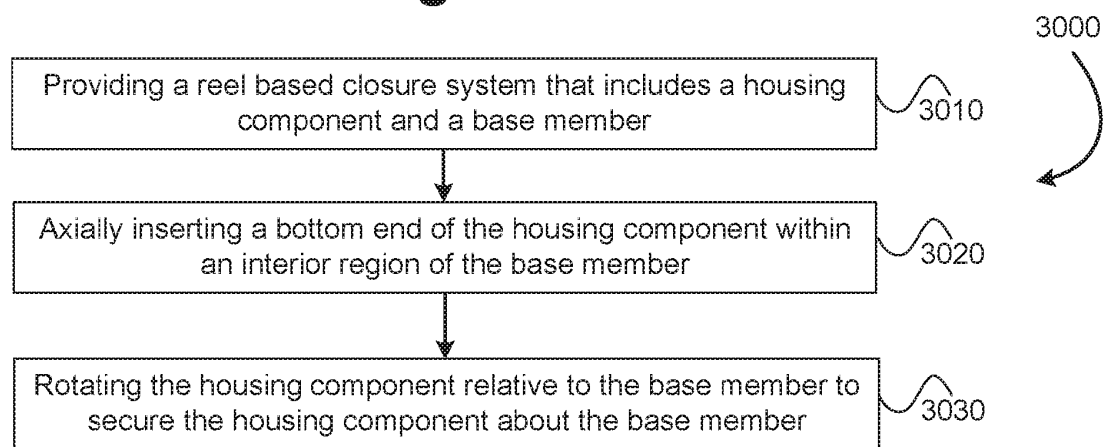 3000
Providing a reel based closure system that includes a housing
component and a base member
3010
Axially inserting a bottom end of the housing component within
an interior region of the base member
3020
Rotating the housing component relative to the base member to
secure the housing component about the base member
3030